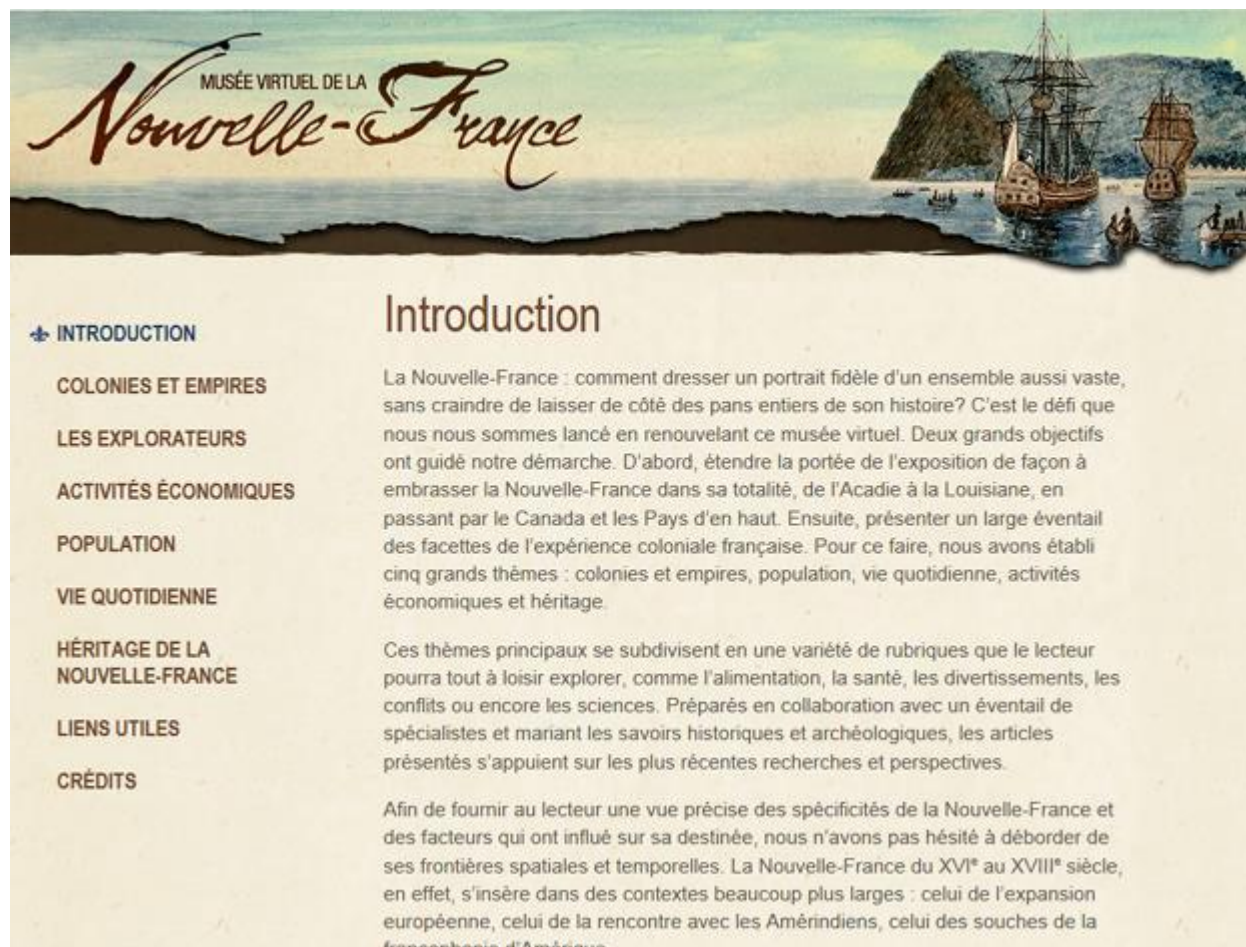 MUSÉE VIRTUEL DE LA
Nouvelle-France
INTRODUCTION
COLONIES ET EMPIRES
LES EXPLORATEURS
ACTIVITÉS ÉCONOMIQUES
POPULATION
VIE QUOTIDIENNE
HÉRITAGE DE LA
NOUVELLE-FRANCE
LIENS UTILES
CRÉDITS
Introduction
La Nouvelle-France : comment dresser un portrait fidèle d'un ensemble aussi vaste,
sans craindre de laisser de côté des pans entiers de son histoire? C'est le défi que
nous nous sommes lancé en renouvelant ce musée virtuel. Deux grands objectifs
ont guidé notre démarche. D'abord, étendre la portée de l'exposition de façon à
embrasser la Nouvelle-France dans sa totalité, de l'Acadie à la Louisiane, en
passant par le Canada et les Pays d'en haut. Ensuite, présenter un large éventail
des facettes de l'expérience coloniale française. Pour ce faire, nous avons établi
cinq grands thèmes : colonies et empires, population, vie quotidienne, activités
économiques et héritage.
Ces thèmes principaux se subdivisent en une variété de rubriques que le lecteur
pourra tout à loisir explorer, comme l'alimentation, la santé, les divertissements, les
conflits ou encore les sciences. Préparés en collaboration avec un éventail de
spécialistes et mariant les savoirs historiques et archéologiques, les articles
présentés s'appuient sur les plus récentes recherches et perspectives.
Afin de fournir au lecteur une vue précise des spécificités de la Nouvelle-France et
des facteurs qui ont influé sur sa destinée, nous n'avons pas hésité à déborder de
ses frontières spatiales et temporelles. La Nouvelle-France du XVIe au XVIIIe siècle,
en effet, s'insère dans des contextes beaucoup plus larges : celui de l'expansion
européenne, celui de la rencontre avec les Amérindiens, celui des souches de la
francophonie d'Amérique.